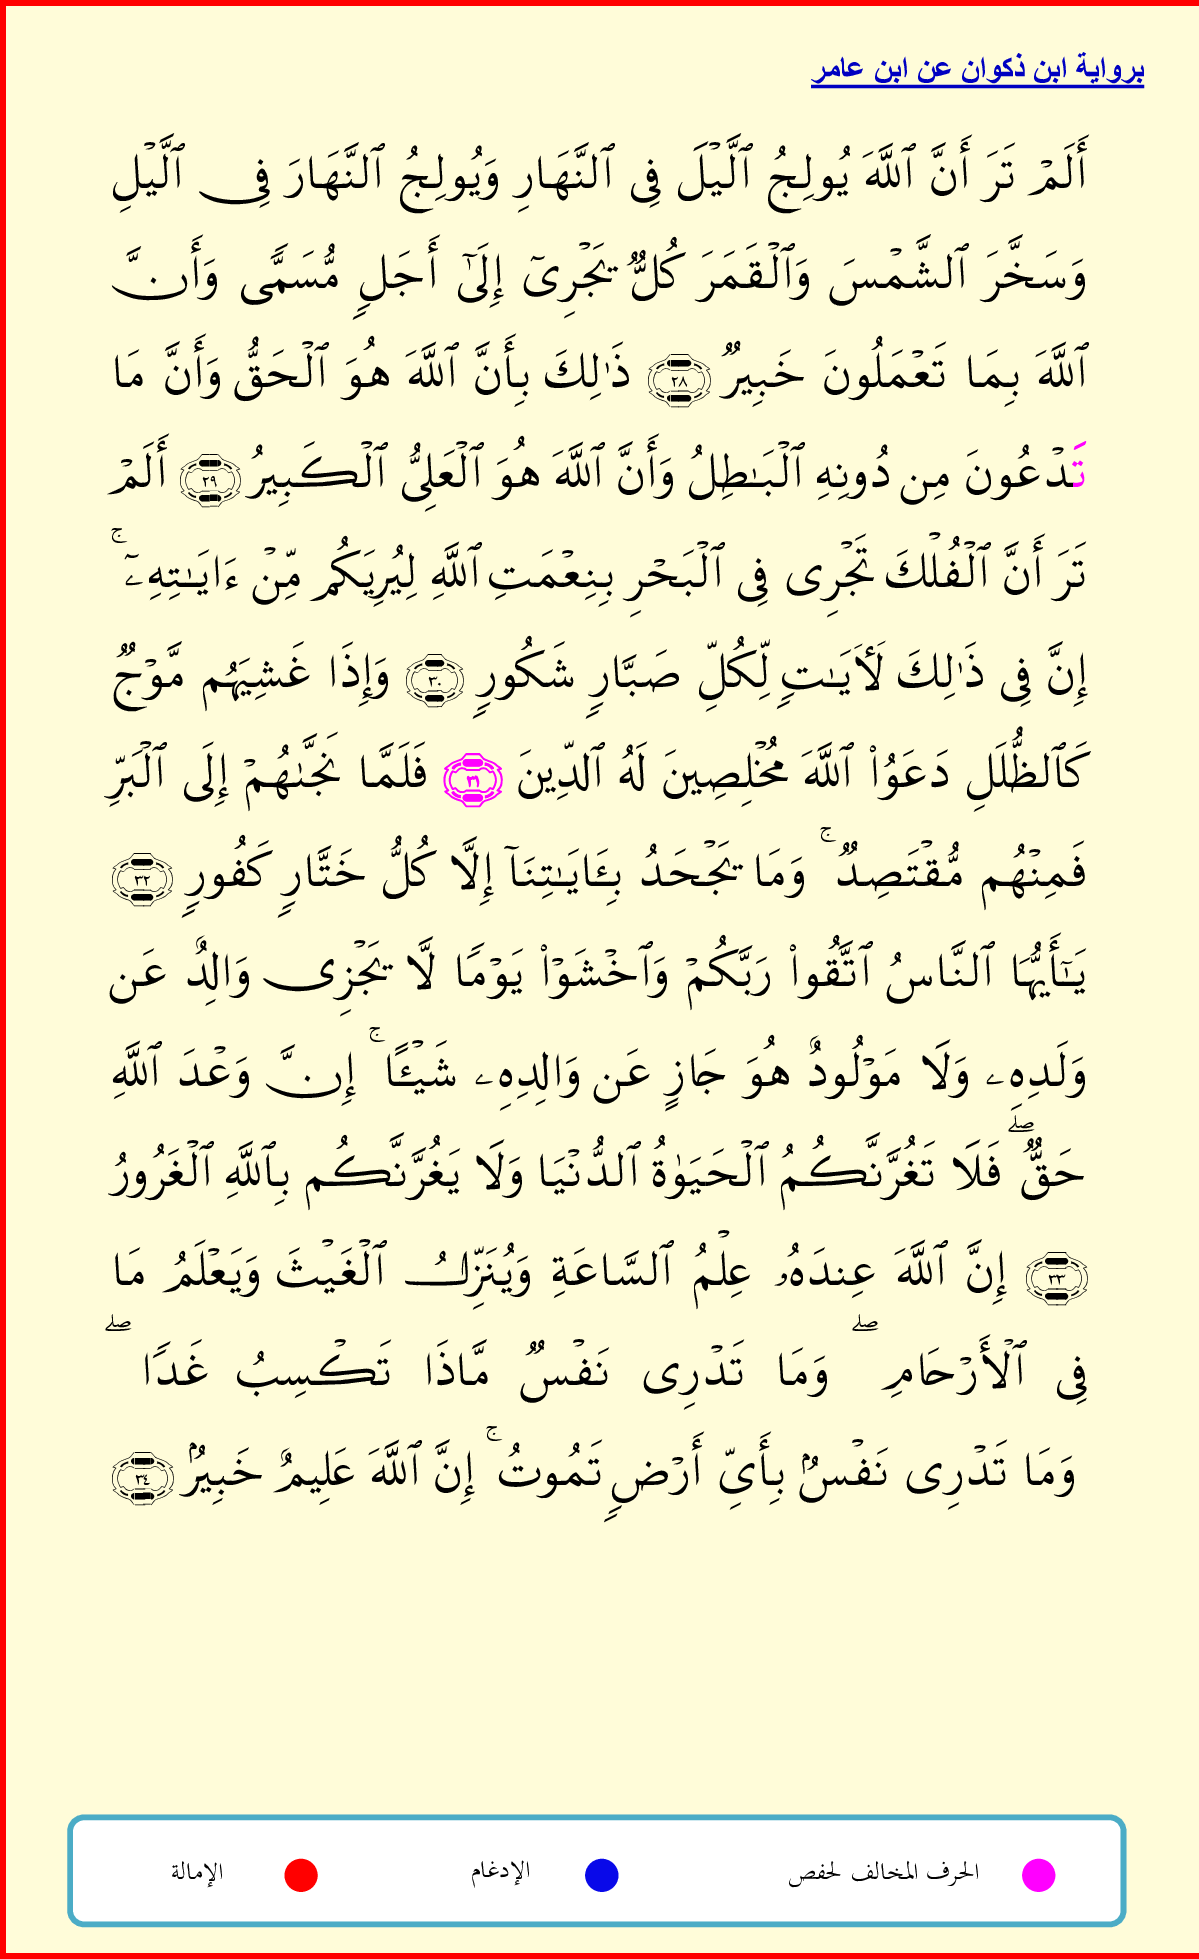 برواية ابن ذكوان عن ابن عامر
أَلَمۡ تَرَ أَنَّ ٱللَّهَ يُولِجُ ٱلَّيۡلَ فِي ٱلنَّهَارِ وَيُولِجُ ٱلنَّهَارَ فِي ٱلَّيۡلِ
وَسَخَّرَ ٱلشَّمۡسَ وَٱلۡقَمَرَ كُلّٞ يَجۡرِيٓ إِلَىٰٓ أَجَلٖ مُّسَمّٗى وَأَنَّ
ٱللَّهَ بِمَا تَعۡمَلُونَ خَبِيرٞ ٢٨ ذَٰلِكَ بِأَنَّ ٱللَّهَ هُوَ ٱلۡحَقُّ وَأَنَّ مَا
تَدۡعُونَ مِن دُونِهِ ٱلۡبَٰطِلُ وَأَنَّ ٱللَّهَ هُوَ ٱلۡعَلِيُّ ٱلۡكَبِيرُ ٢٩ أَلَمۡ
تَرَ أَنَّ ٱلۡفُلۡكَ تَجۡرِي فِي ٱلۡبَحۡرِ بِنِعۡمَتِ ٱللَّهِ لِيُرِيَكُم مِّنۡ ءَايَٰتِهِۦٓۚ
إِنَّ فِي ذَٰلِكَ لَأٓيَٰتٖ لِّكُلِّ صَبَّارٖ شَكُورٖ ٣٠ وَإِذَا غَشِيَهُم مَّوۡجٞ
كَٱلظُّلَلِ دَعَوُاْ ٱللَّهَ مُخۡلِصِينَ لَهُ ٱلدِّينَ ٣١ فَلَمَّا نَجَّىٰهُمۡ إِلَى ٱلۡبَرِّ
فَمِنۡهُم مُّقۡتَصِدٞۚ وَمَا يَجۡحَدُ بِـَٔايَٰتِنَآ إِلَّا كُلُّ خَتَّارٖ كَفُورٖ ٣٢
يَٰٓأَيُّهَا ٱلنَّاسُ ٱتَّقُواْ رَبَّكُمۡ وَٱخۡشَوۡاْ يَوۡمٗا لَّا يَجۡزِي وَالِدٌ عَن
وَلَدِهِۦ وَلَا مَوۡلُودٌ هُوَ جَازٍ عَن وَالِدِهِۦ شَيۡـًٔاۚ إِنَّ وَعۡدَ ٱللَّهِ
حَقّٞۖ فَلَا تَغُرَّنَّكُمُ ٱلۡحَيَوٰةُ ٱلدُّنۡيَا وَلَا يَغُرَّنَّكُم بِٱللَّهِ ٱلۡغَرُورُ
٣٣ إِنَّ ٱللَّهَ عِندَهُۥ عِلۡمُ ٱلسَّاعَةِ وَيُنَزِّلُ ٱلۡغَيۡثَ وَيَعۡلَمُ مَا
فِي ٱلۡأَرۡحَامِۖ وَمَا تَدۡرِي نَفۡسٞ مَّاذَا تَكۡسِبُ غَدٗاۖ
وَمَا تَدۡرِي نَفۡسُۢ بِأَيِّ أَرۡضٖ تَمُوتُۚ إِنَّ ٱللَّهَ عَلِيمٌ خَبِيرُۢ ٣٤
الحرف المخالف لحفص الإدغام الإمالة